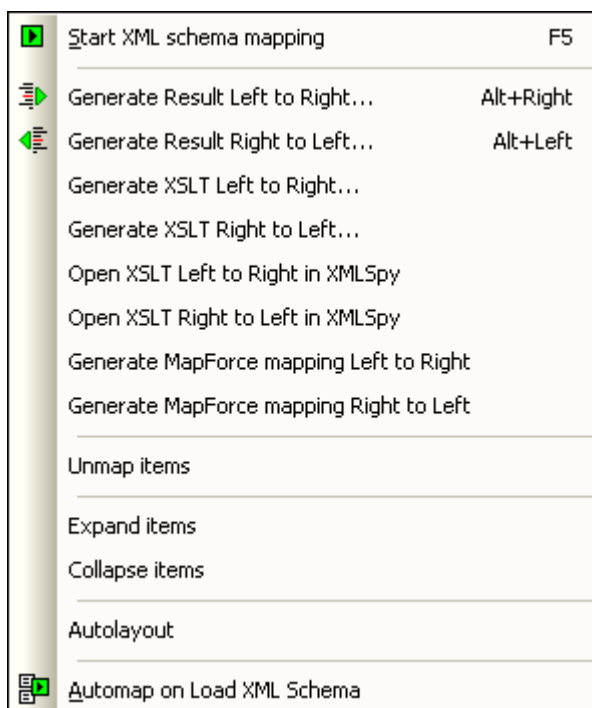 Start XML schema mapping F5
Generate Result Left to Right... Alt+Right
Generate Result Right to Left... Alt+Left
Generate XSLT Left to Right...
Generate XSLT Right to Left...
Open XSLT Left to Right in XMLSpy
Open XSLT Right to Left in XMLSpy
Generate MapForce mapping Left to Right
Generate MapForce mapping Right to Left
Unmap items
Expand items
Collapse items
Autolayout
Automap on Load XML Schema